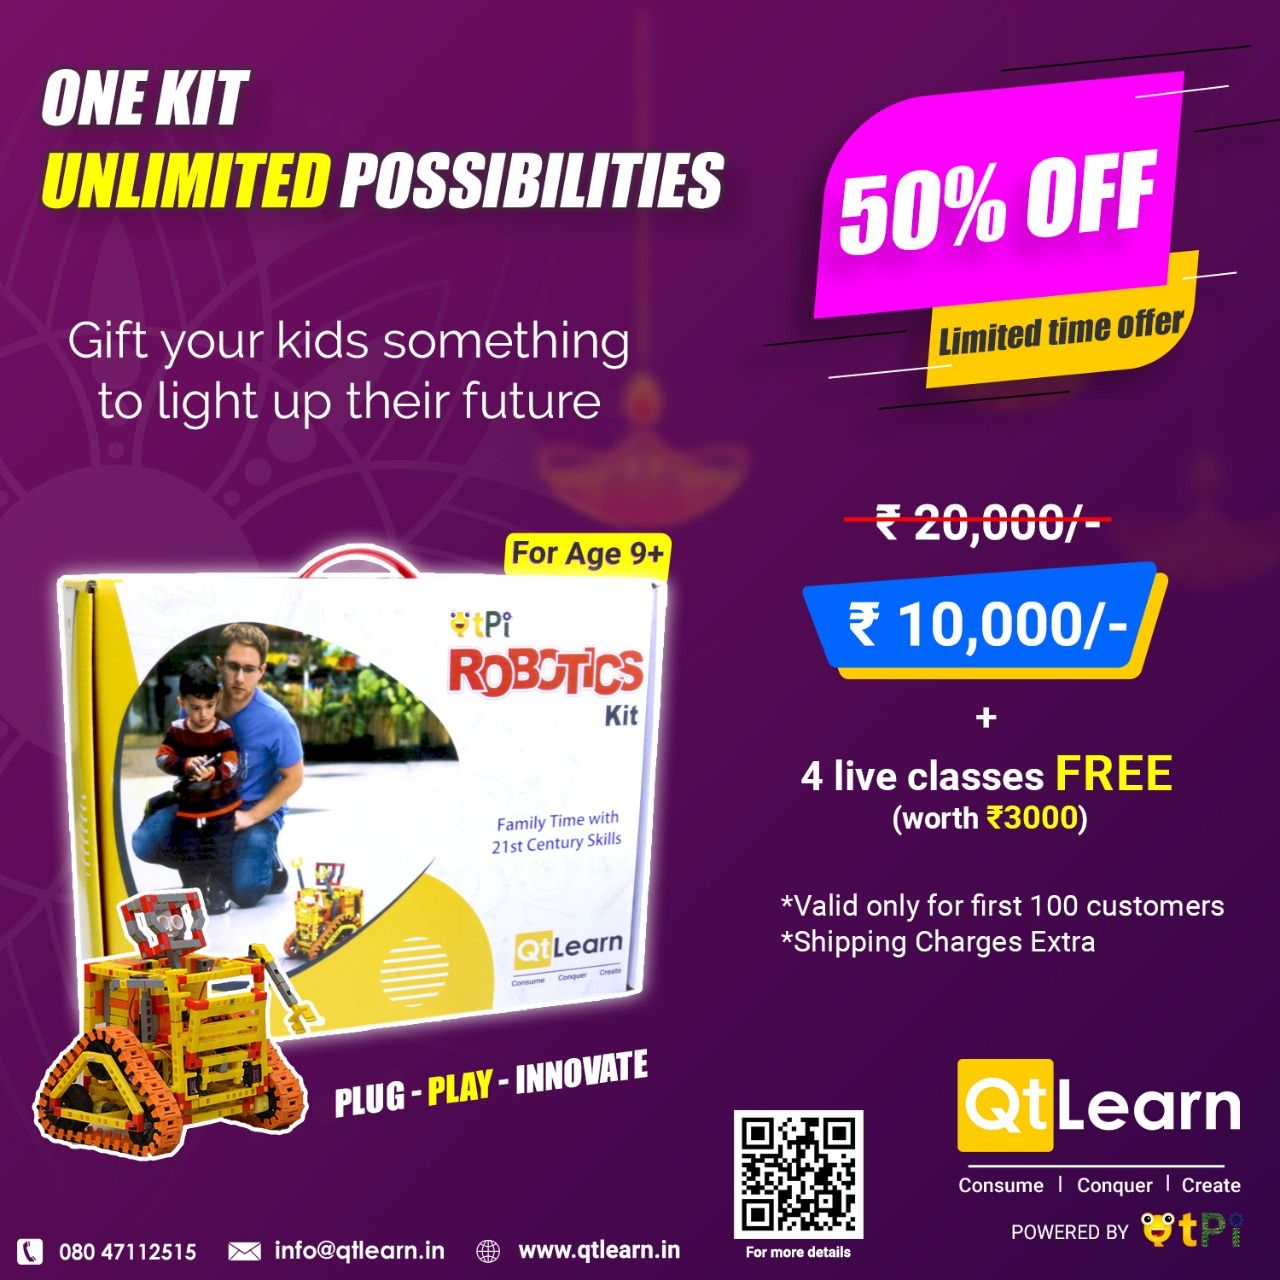 ONE KIT
UNLIMITED POSSIBILITIES
50% OFF
Limited time offer
Gift your kids something
to light up their future
₹ 20,000/-
₹ 10,000/-
+
4 live classes FREE
(worth ₹3000)
*Valid only for first 100 customers
*Shipping Charges Extra
For Age 9+
QtPi
ROBOTICS
Kit
Family Time with
21st Century Skills
QtLearn
Consume Conquer Create
PLUG - PLAY - INNOVATE
QtLearn
Consume | Conquer | Create
POWERED BY QtPi
For more details
080 47112515 info@qtlearn.in www.qtlearn.in